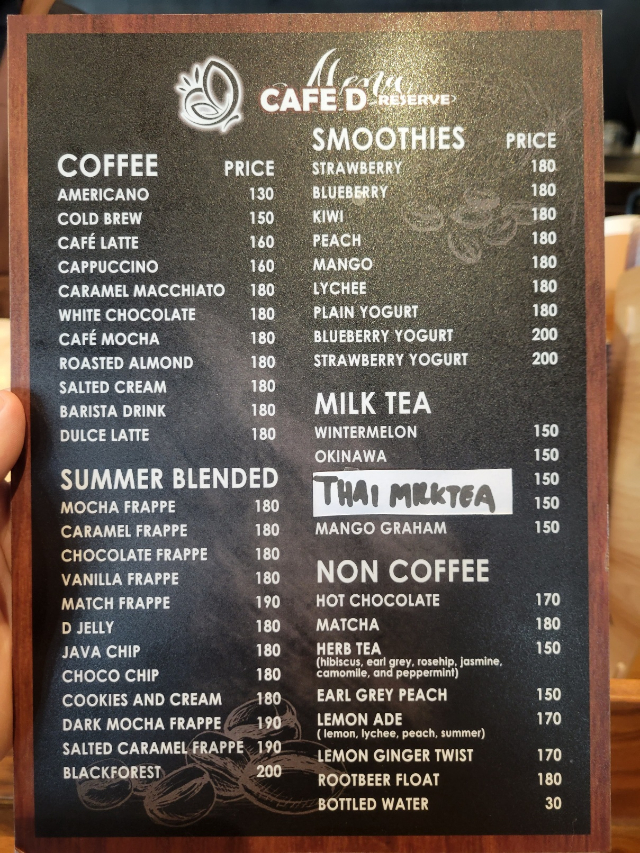 Menu
CAFE D RESERVE
COFFEE PRICE
AMERICANO 130
COLD BREW 150
CAFÉ LATTE 160
CAPPUCCINO 160
CARAMEL MACCHIATO 180
WHITE CHOCOLATE 180
CAFÉ MOCHA 180
ROASTED ALMOND 180
SALTED CREAM 180
BARISTA DRINK 180
DULCE LATTE 180
SUMMER BLENDED
MOCHA FRAPPE 180
CARAMEL FRAPPE 180
CHOCOLATE FRAPPE 180
VANILLA FRAPPE 180
MATCH FRAPPE 190
D JELLY 180
JAVA CHIP 180
CHOCO CHIP 180
COOKIES AND CREAM 180
DARK MOCHA FRAPPE 190
SALTED CARAMEL FRAPPE 190
BLACKFOREST 200
SMOOTHIES PRICE
STRAWBERRY 180
BLUEBERRY 180
KIWI 180
PEACH 180
MANGO 180
LYCHEE 180
PLAIN YOGURT 180
BLUEBERRY YOGURT 200
STRAWBERRY YOGURT 200
MILK TEA
WINTERMELON 150
OKINAWA 150
150
THAI MILKTEA 150
MANGO GRAHAM 150
NON COFFEE
HOT CHOCOLATE 170
MATCHA 180
HERB TEA 150
(hibiscus, earl grey, rosehip, jasmine,
camomile, and peppermint)
EARL GREY PEACH 150
LEMON ADE 170
( lemon, lychee, peach, summer)
LEMON GINGER TWIST 170
ROOTBEER FLOAT 180
BOTTLED WATER 30